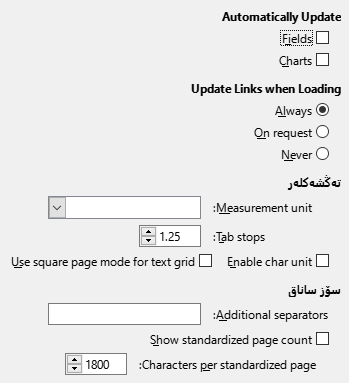 Automatically Update
Fields
Charts
Update Links when Loading
Always
On request
Never
تەڭشەكلەر
Measurement unit:
Tab stops: 1.25
Enable char unit Use square page mode for text grid
سۆز ساناق
Additional separators:
Show standardized page count
Characters per standardized page: 1800